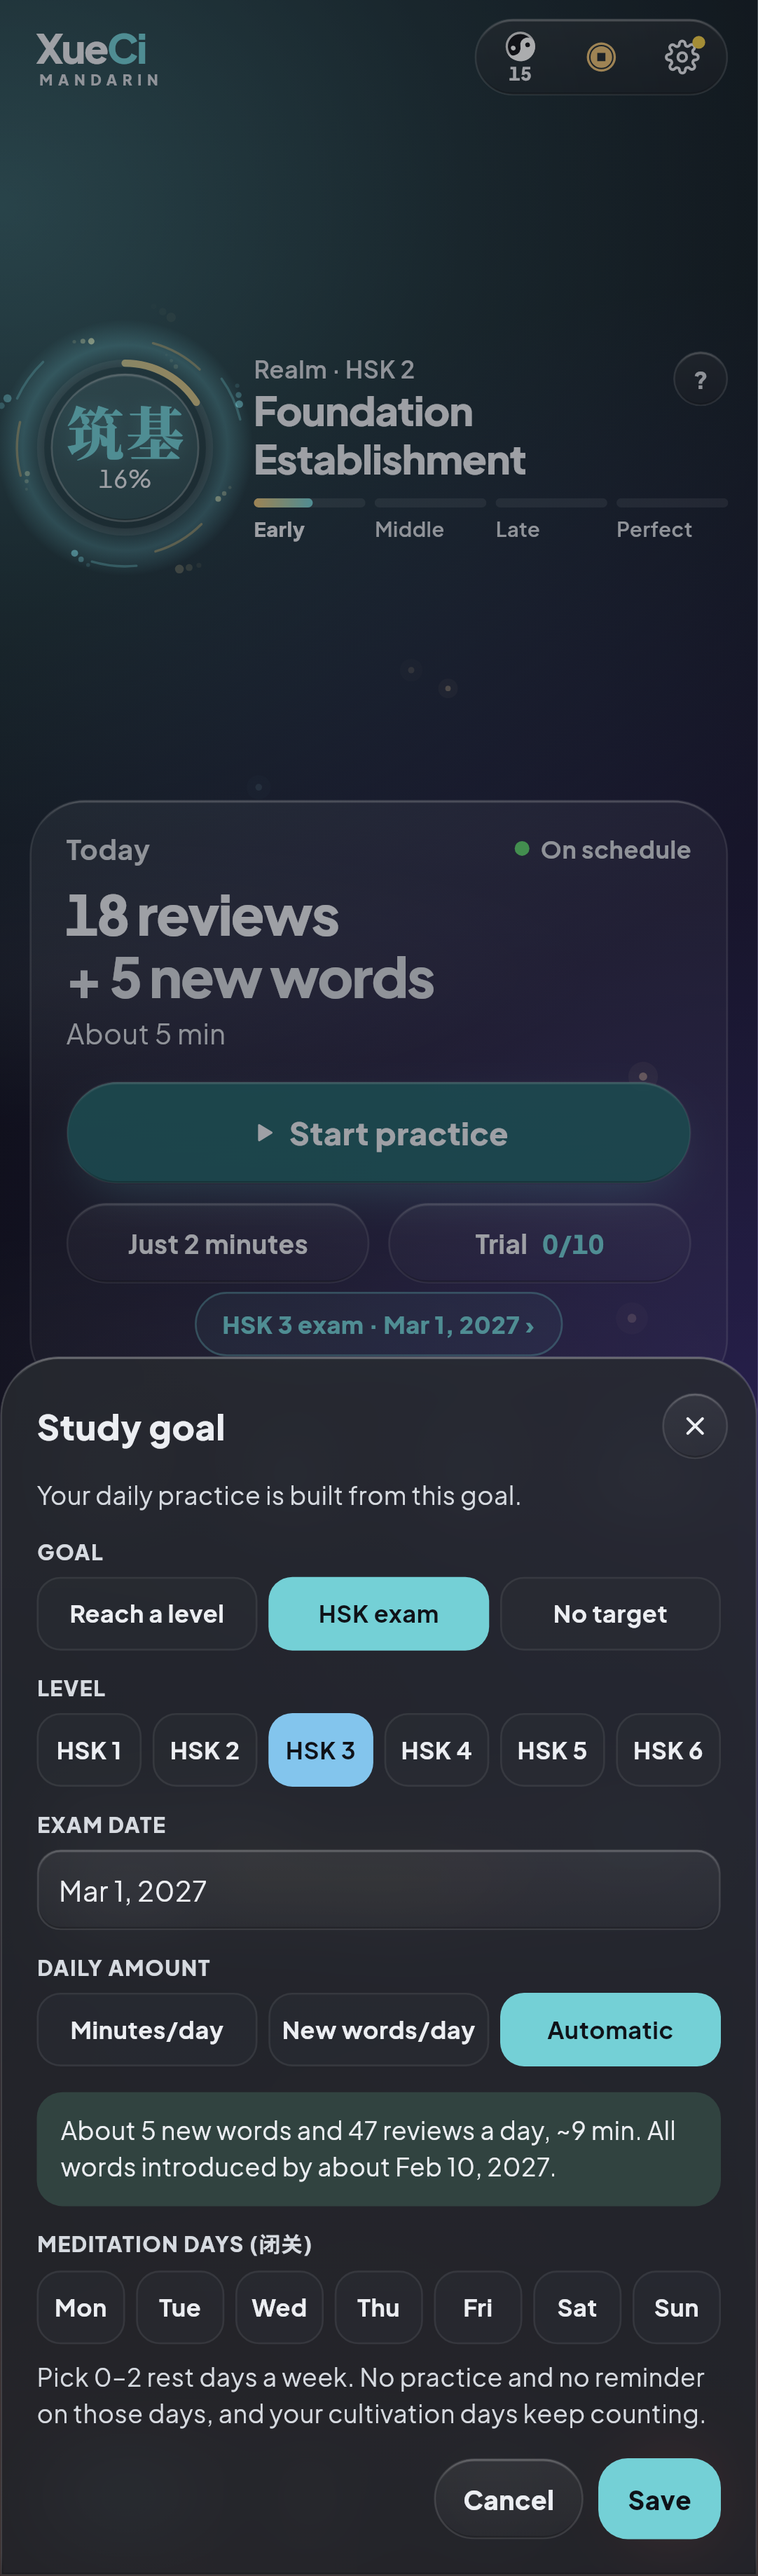 XueCi
MANDARIN
15
Realm · HSK 2
?
Foundation
Establishment
筑基
16%
Early Middle Late Perfect
Today
On schedule
18 reviews
+ 5 new words
About 5 min
Start practice
Just 2 minutes
Trial 0/10
HSK 3 exam · Mar 1, 2027 ›
Study goal
Your daily practice is built from this goal.
GOAL
Reach a level HSK exam No target
LEVEL
HSK 1 HSK 2 HSK 3 HSK 4 HSK 5 HSK 6
EXAM DATE
Mar 1, 2027
DAILY AMOUNT
Minutes/day New words/day Automatic
About 5 new words and 47 reviews a day, ~9 min. All
words introduced by about Feb 10, 2027.
MEDITATION DAYS (闭关)
Mon Tue Wed Thu Fri Sat Sun
Pick 0–2 rest days a week. No practice and no reminder
on those days, and your cultivation days keep counting.
Cancel Save